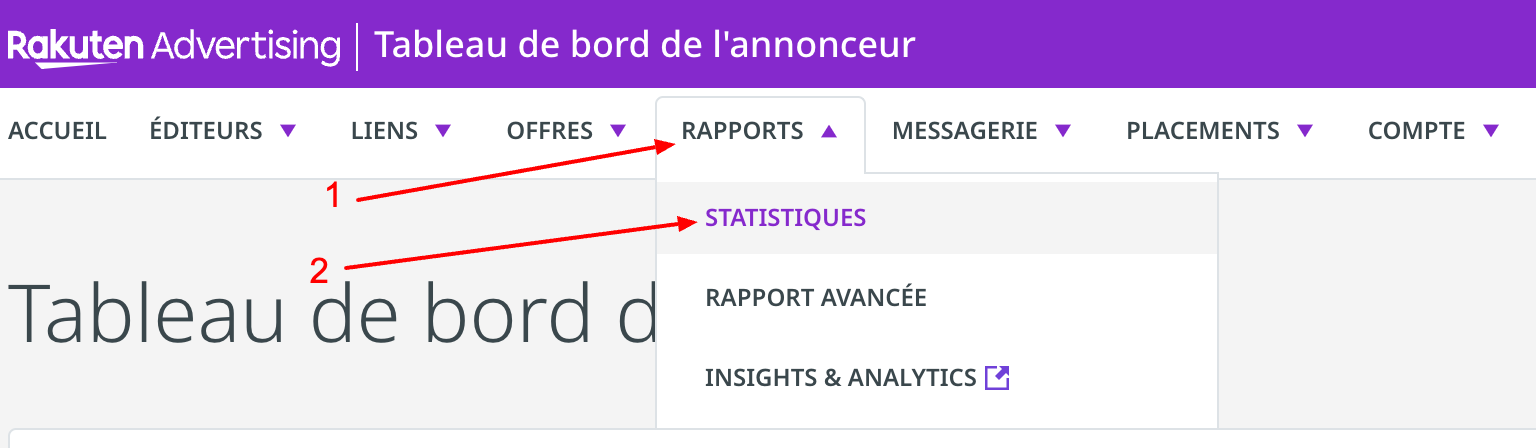 Rakuten Advertising | Tableau de bord de l'annonceur
ACCUEIL ÉDITEURS LIENS OFFRES RAPPORTS MESSAGERIE PLACEMENTS COMPTE
1
STATISTIQUES
2
Tableau de bord d
RAPPORT AVANCÉE
INSIGHTS & ANALYTICS